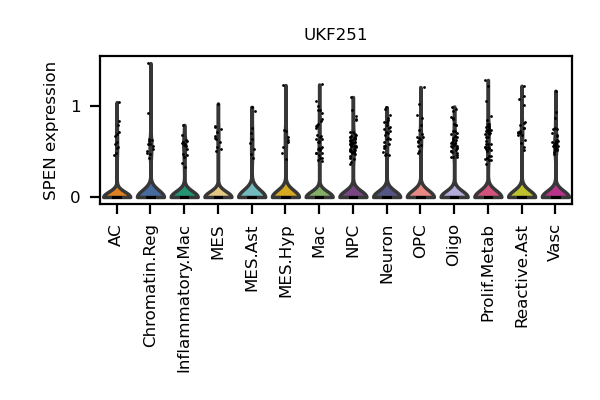 UKF251
SPEN expression
1
0
AC
Chromatin.Reg
Inflammatory.Mac
MES
MES.Ast
MES.Hyp
Mac
NPC
Neuron
OPC
Oligo
Prolif.Metab
Reactive.Ast
Vasc